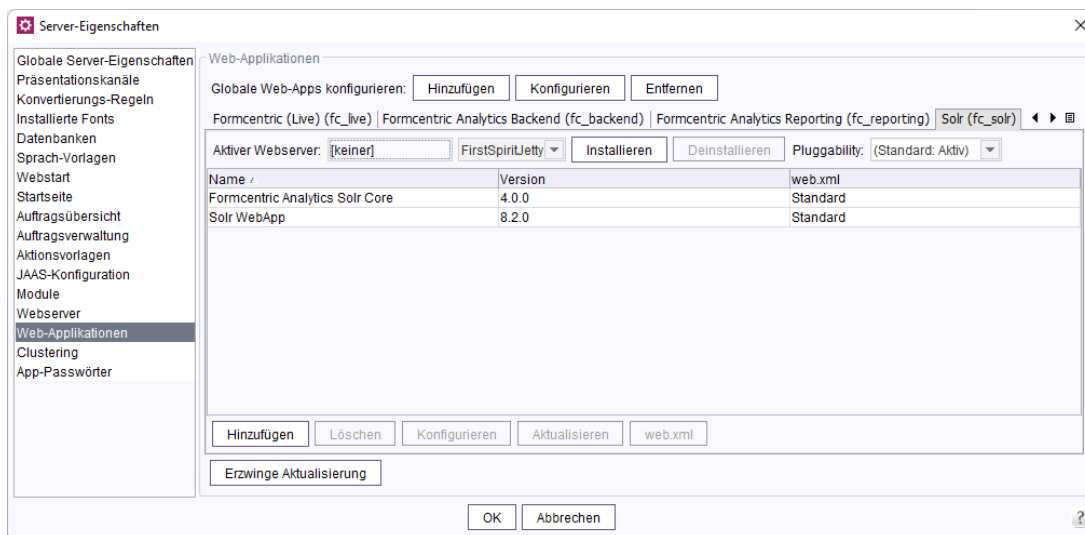 Server-Eigenschaften
Globale Server-Eigenschaften
Präsentationskanäle
Konvertierungs-Regeln
Installierte Fonts
Datenbanken
Sprach-Vorlagen
Webstart
Startseite
Auftragsübersicht
Auftragsverwaltung
Aktionsvorlagen
JAAS-Konfiguration
Module
Webserver
Web-Applikationen
Clustering
App-Passwörter
Web-Applikationen
Globale Web-Apps konfigurieren: Hinzufügen Konfigurieren Entfernen
Formcentric (Live) (fc_live) Formcentric Analytics Backend (fc_backend) Formcentric Analytics Reporting (fc_reporting) Solr (fc_solr)
Aktiver Webserver: [keiner] FirstSpiritJetty Installieren Deinstallieren Pluggability: (Standard: Aktiv)
Name Version web.xml
Formcentric Analytics Solr Core 4.0.0 Standard
Solr WebApp 8.2.0 Standard
Hinzufügen Löschen Konfigurieren Aktualisieren web.xml
Erzwinge Aktualisierung
OK Abbrechen ?